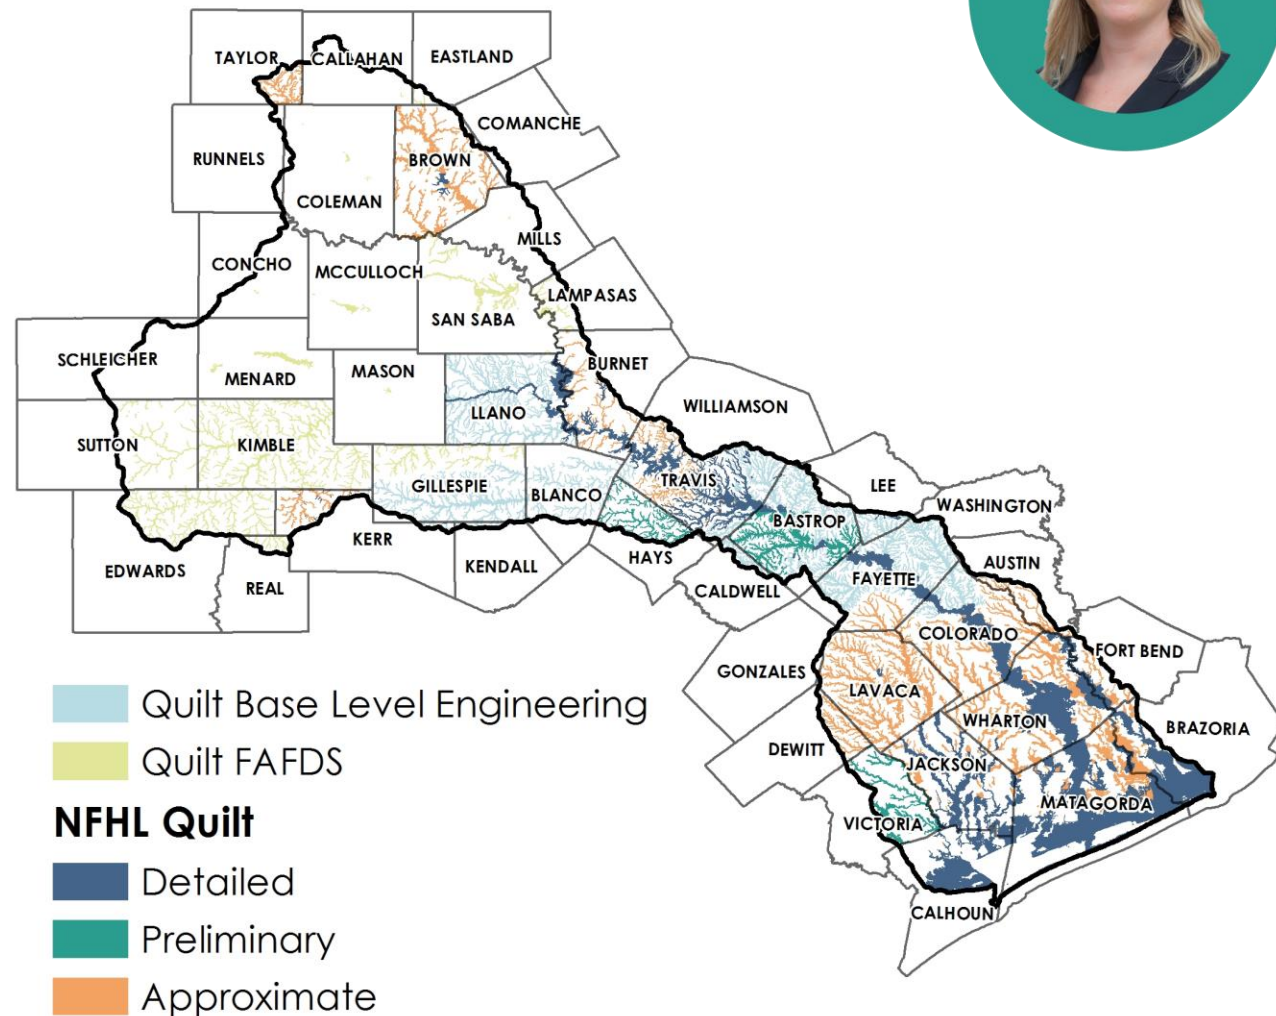 TAYLOR
CALLAHAN
EASTLAND
COMANCHE
RUNNELS
BROWN
COLEMAN
MILLS
CONCHO
MCCULLOCH
LAMPASAS
SAN SABA
SCHLEICHER
BURNET
MENARD
MASON
WILLIAMSON
LLANO
SUTTON
KIMBLE
TRAVIS
GILLESPIE
BLANCO
LEE
WASHINGTON
BASTROP
KERR
HAYS
AUSTIN
EDWARDS
KENDALL
FAYETTE
REAL
CALDWELL
COLORADO
FORT BEND
GONZALES
LAVACA
WHARTON
BRAZORIA
DEWITT
JACKSON
MATAGORDA
VICTORIA
CALHOUN
Quilt Base Level Engineering
Quilt FAFDS
NFHL Quilt
Detailed
Preliminary
Approximate